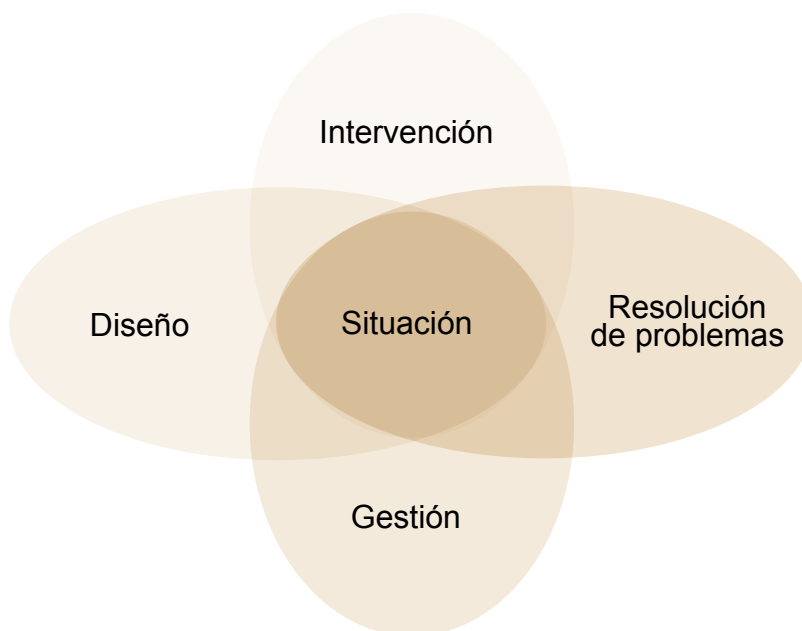 Intervención
Diseño
Situación
Resolución
de problemas
Gestión